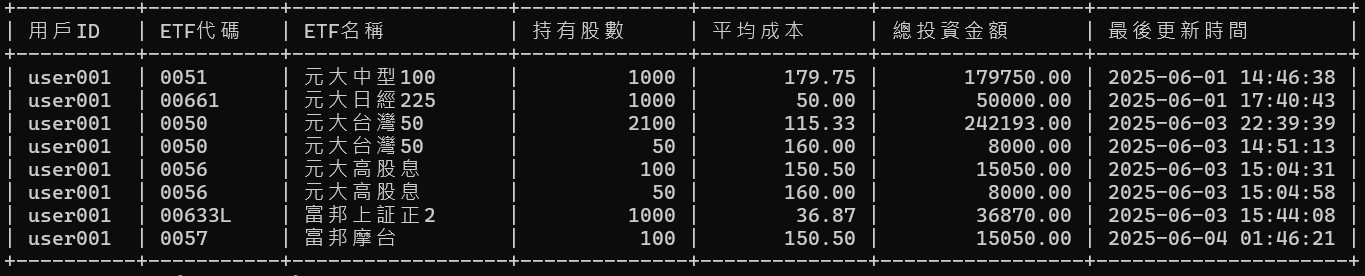 用戶ID | ETF代碼 | ETF名稱 | 持有股數 | 平均成本 | 總投資金額 | 最後更新時間
user001 | 0051 | 元大中型100 | 1000 | 179.75 | 179750.00 | 2025-06-01 14:46:38
user001 | 00661 | 元大日經225 | 1000 | 50.00 | 50000.00 | 2025-06-01 17:40:43
user001 | 0050 | 元大台灣50 | 2100 | 115.33 | 242193.00 | 2025-06-03 22:39:39
user001 | 0050 | 元大台灣50 | 50 | 160.00 | 8000.00 | 2025-06-03 14:51:13
user001 | 0056 | 元大高股息 | 100 | 150.50 | 15050.00 | 2025-06-03 15:04:31
user001 | 0056 | 元大高股息 | 50 | 160.00 | 8000.00 | 2025-06-03 15:04:58
user001 | 00633L | 富邦上証正2 | 1000 | 36.87 | 36870.00 | 2025-06-03 15:44:08
user001 | 0057 | 富邦摩台 | 100 | 150.50 | 15050.00 | 2025-06-04 01:46:21